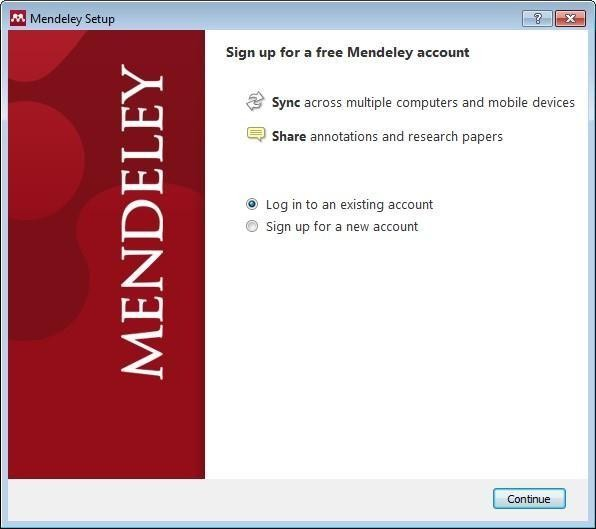 Mendeley Setup
MENDELEY
Sign up for a free Mendeley account
Sync across multiple computers and mobile devices
Share annotations and research papers
Log in to an existing account
Sign up for a new account
Continue